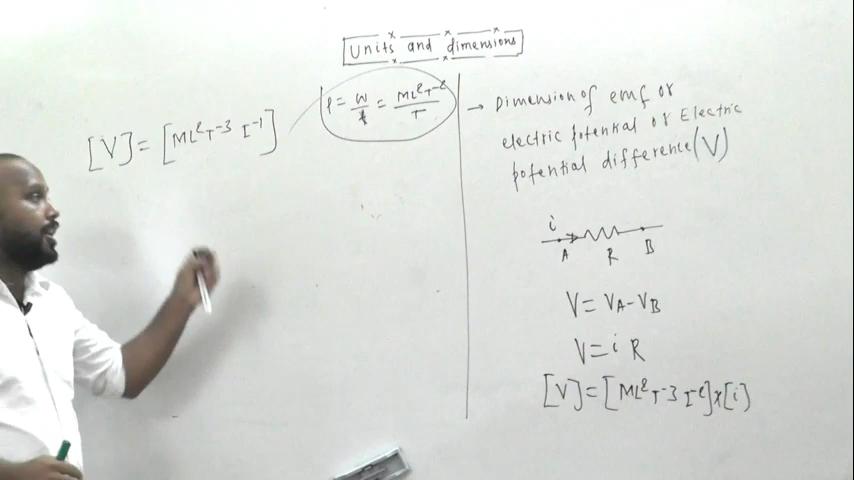 Units and dimensions
[V] = [ML²T⁻³ I⁻¹]
P = W/t = ML²T⁻²/T
→ Dimension of emf or
electric potential or Electric
potential difference (V)
i
A R B
V = VA - VB
V = i R
[V] = [ML²T⁻³ I⁻²] × [i]